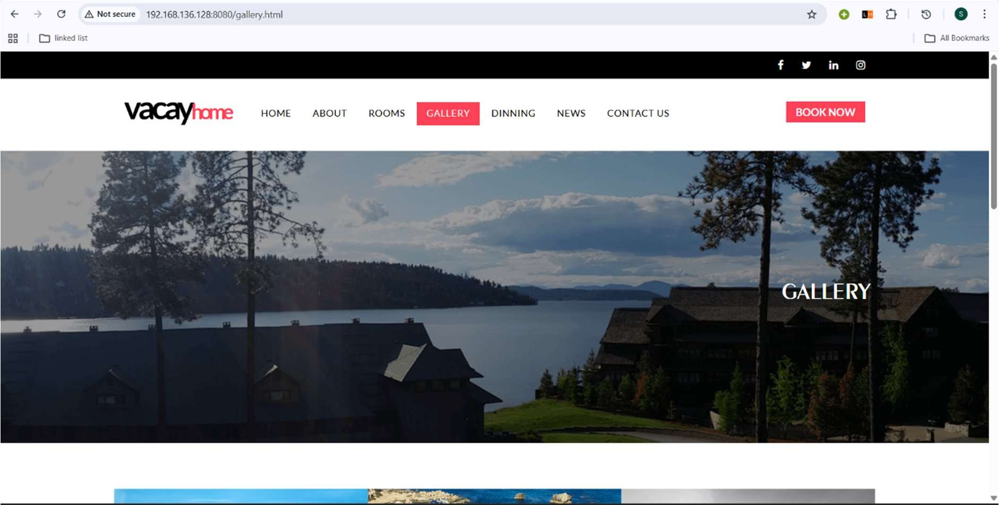 Not secure 192.168.136.128:8080/gallery.html S
linked list All Bookmarks
vacayhome HOME ABOUT ROOMS GALLERY DINNING NEWS CONTACT US BOOK NOW
GALLERY